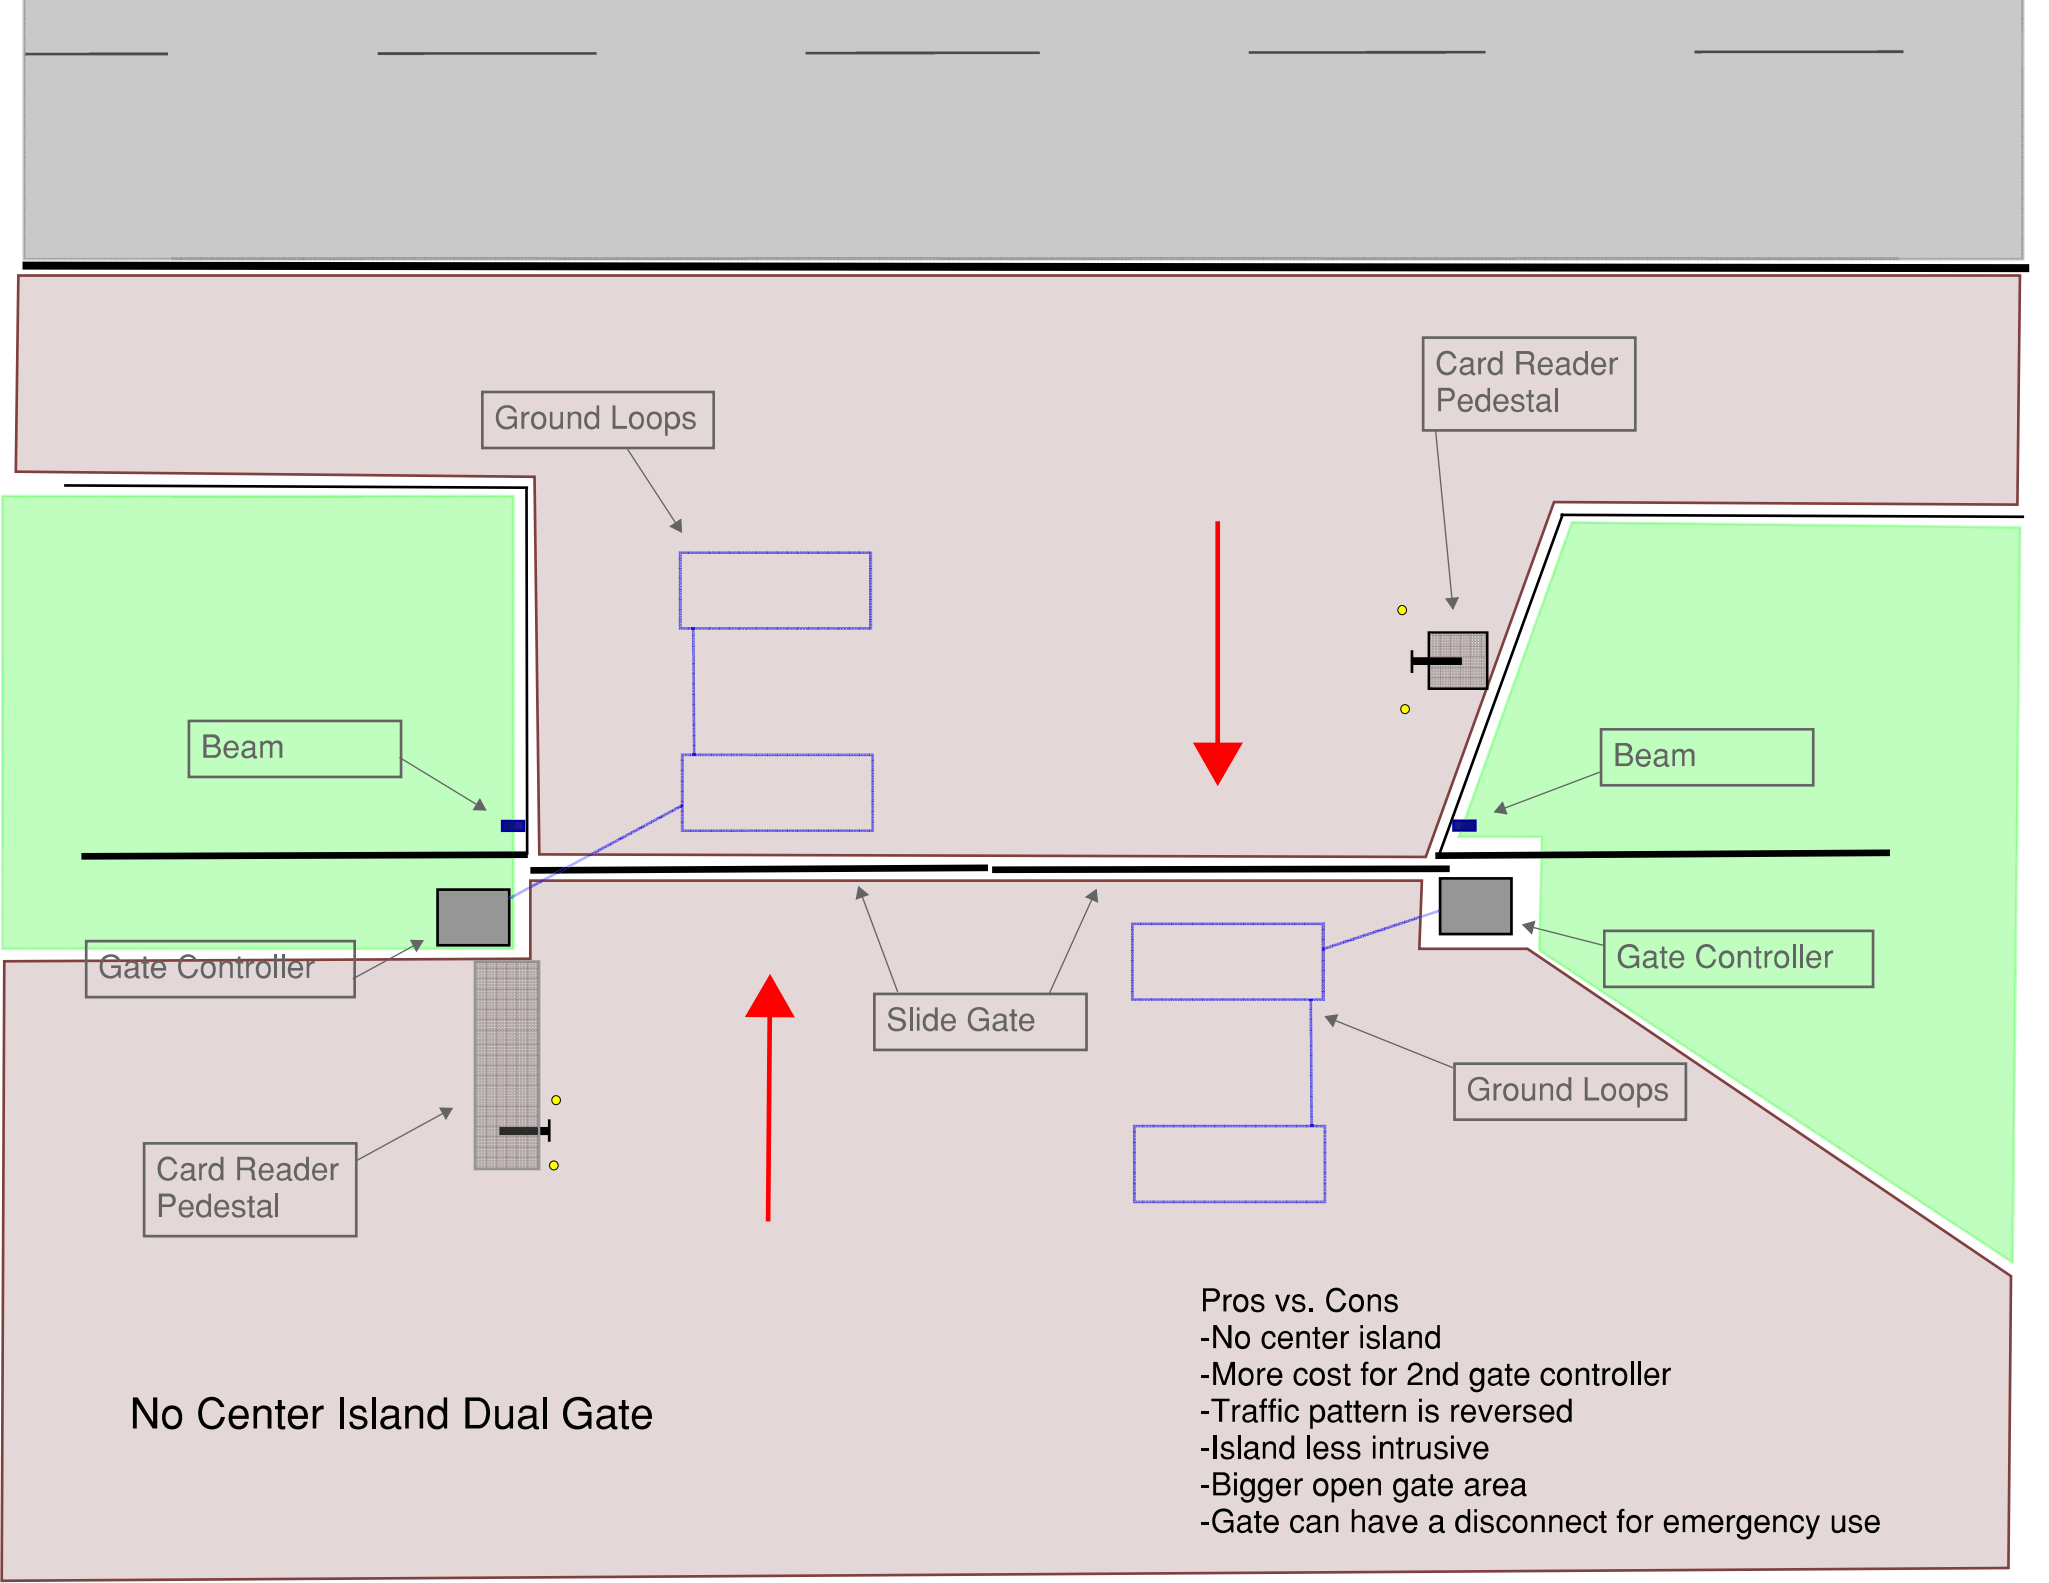 Card Reader
Pedestal
Ground Loops
Beam
Beam
Gate Controller
Gate Controller
Slide Gate
Ground Loops
Card Reader
Pedestal
Pros vs. Cons
-No center island
-More cost for 2nd gate controller
-Traffic pattern is reversed
-Island less intrusive
-Bigger open gate area
-Gate can have a disconnect for emergency use
No Center Island Dual Gate